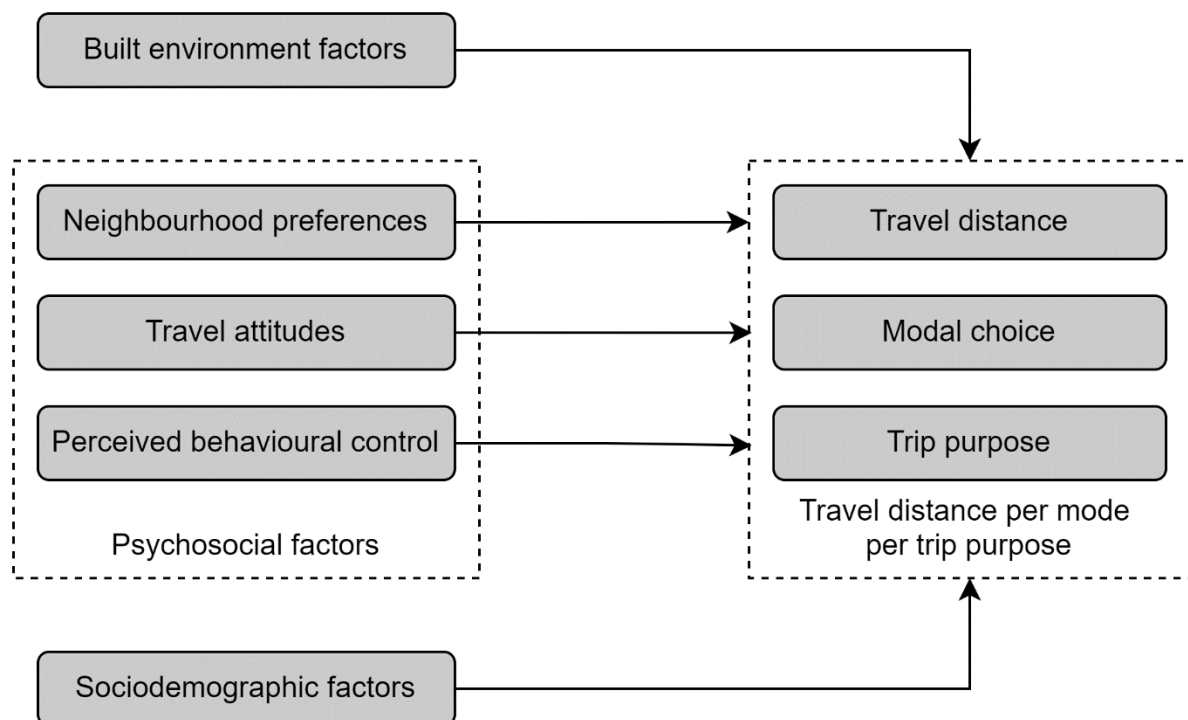 Built environment factors
Neighbourhood preferences
Travel attitudes
Perceived behavioural control
Psychosocial factors
Travel distance
Modal choice
Trip purpose
Travel distance per mode
per trip purpose
Sociodemographic factors